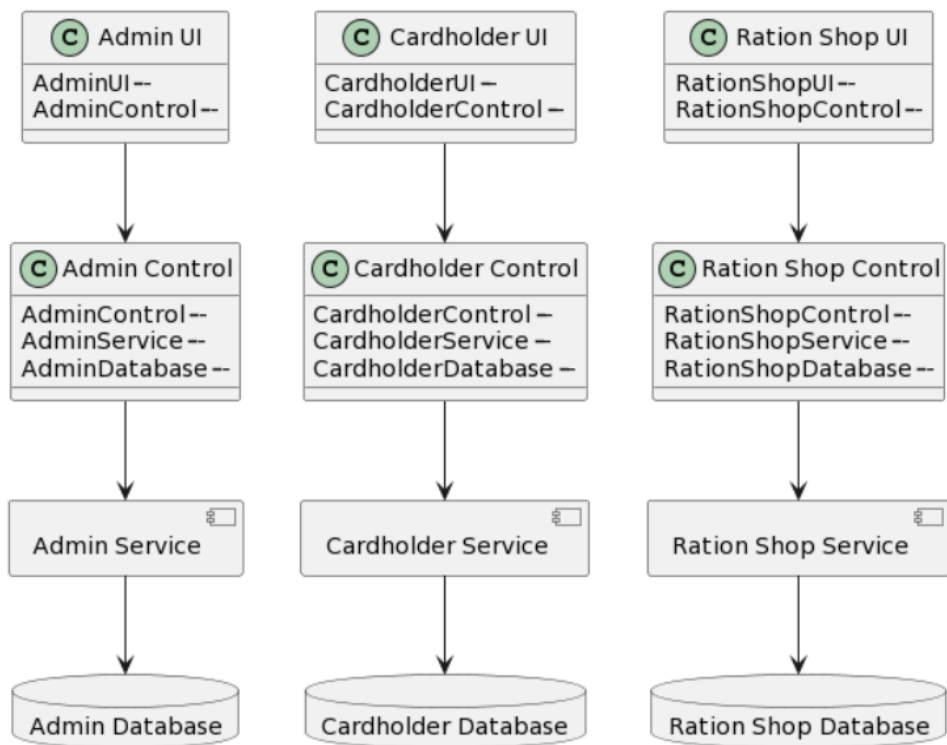 C Admin UI
AdminUI --
AdminControl --
C Cardholder UI
CardholderUI --
CardholderControl --
C Ration Shop UI
RationShopUI --
RationShopControl --
C Admin Control
AdminControl --
AdminService --
AdminDatabase --
C Cardholder Control
CardholderControl --
CardholderService --
CardholderDatabase --
C Ration Shop Control
RationShopControl --
RationShopService --
RationShopDatabase --
Admin Service
Cardholder Service
Ration Shop Service
Admin Database
Cardholder Database
Ration Shop Database